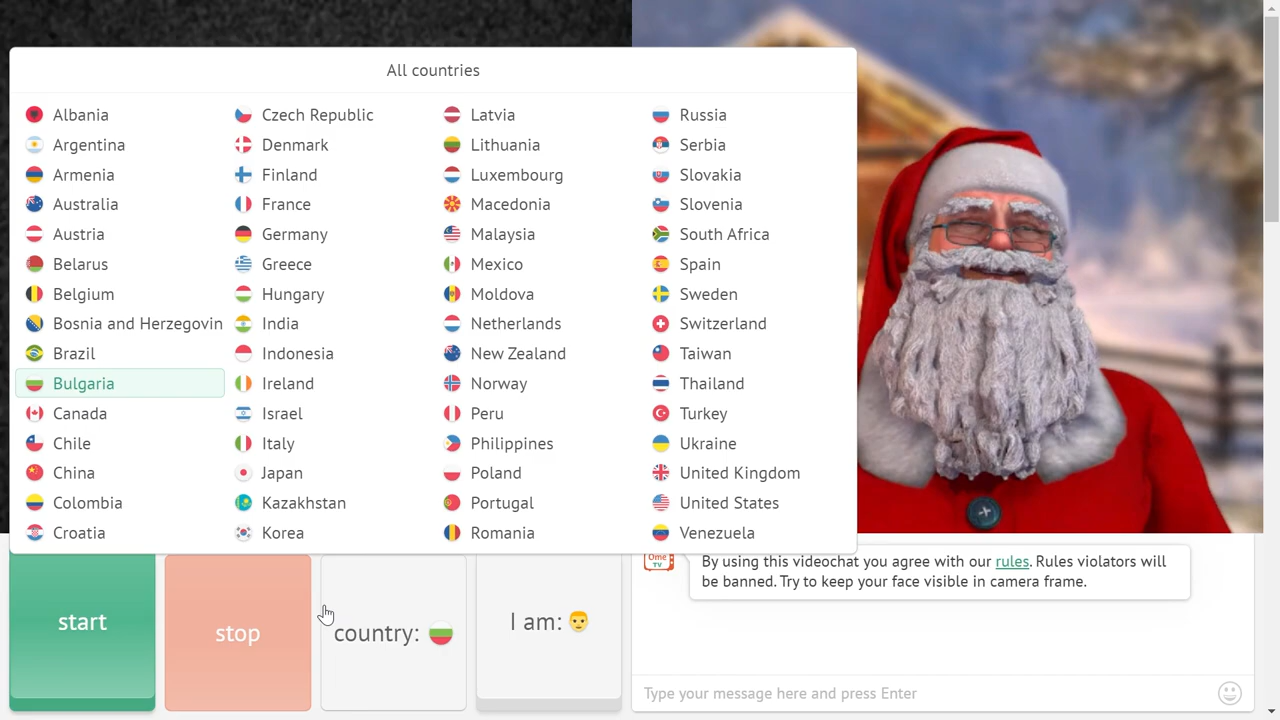 All countries
Albania
Argentina
Armenia
Australia
Austria
Belarus
Belgium
Bosnia and Herzegovin
Brazil
Bulgaria
Canada
Chile
China
Colombia
Croatia
Czech Republic
Denmark
Finland
France
Germany
Greece
Hungary
India
Indonesia
Ireland
Israel
Italy
Japan
Kazakhstan
Korea
Latvia
Lithuania
Luxembourg
Macedonia
Malaysia
Mexico
Moldova
Netherlands
New Zealand
Norway
Peru
Philippines
Poland
Portugal
Romania
Russia
Serbia
Slovakia
Slovenia
South Africa
Spain
Sweden
Switzerland
Taiwan
Thailand
Turkey
Ukraine
United Kingdom
United States
Venezuela
start
stop
country:
I am:
Ome
TV
By using this videochat you agree with our rules. Rules violators will
be banned. Try to keep your face visible in camera frame.
Type your message here and press Enter